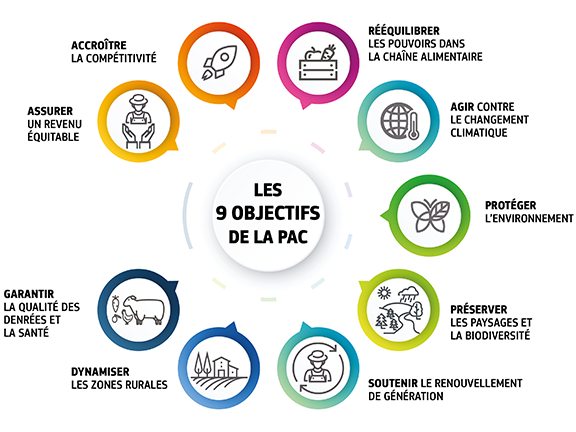 LES
9 OBJECTIFS
DE LA PAC
ASSURER
UN REVENU
ÉQUITABLE
ACCROÎTRE
LA COMPÉTITIVITÉ
RÉÉQUILIBRER
LES POUVOIRS DANS
LA CHAÎNE ALIMENTAIRE
AGIR CONTRE
LE CHANGEMENT
CLIMATIQUE
PROTÉGER
L'ENVIRONNEMENT
PRÉSERVER
LES PAYSAGES ET
LA BIODIVERSITÉ
SOUTENIR LE RENOUVELLEMENT
DE GÉNÉRATION
DYNAMISER
LES ZONES RURALES
GARANTIR
LA QUALITÉ DES
DENRÉES ET
LA SANTÉ